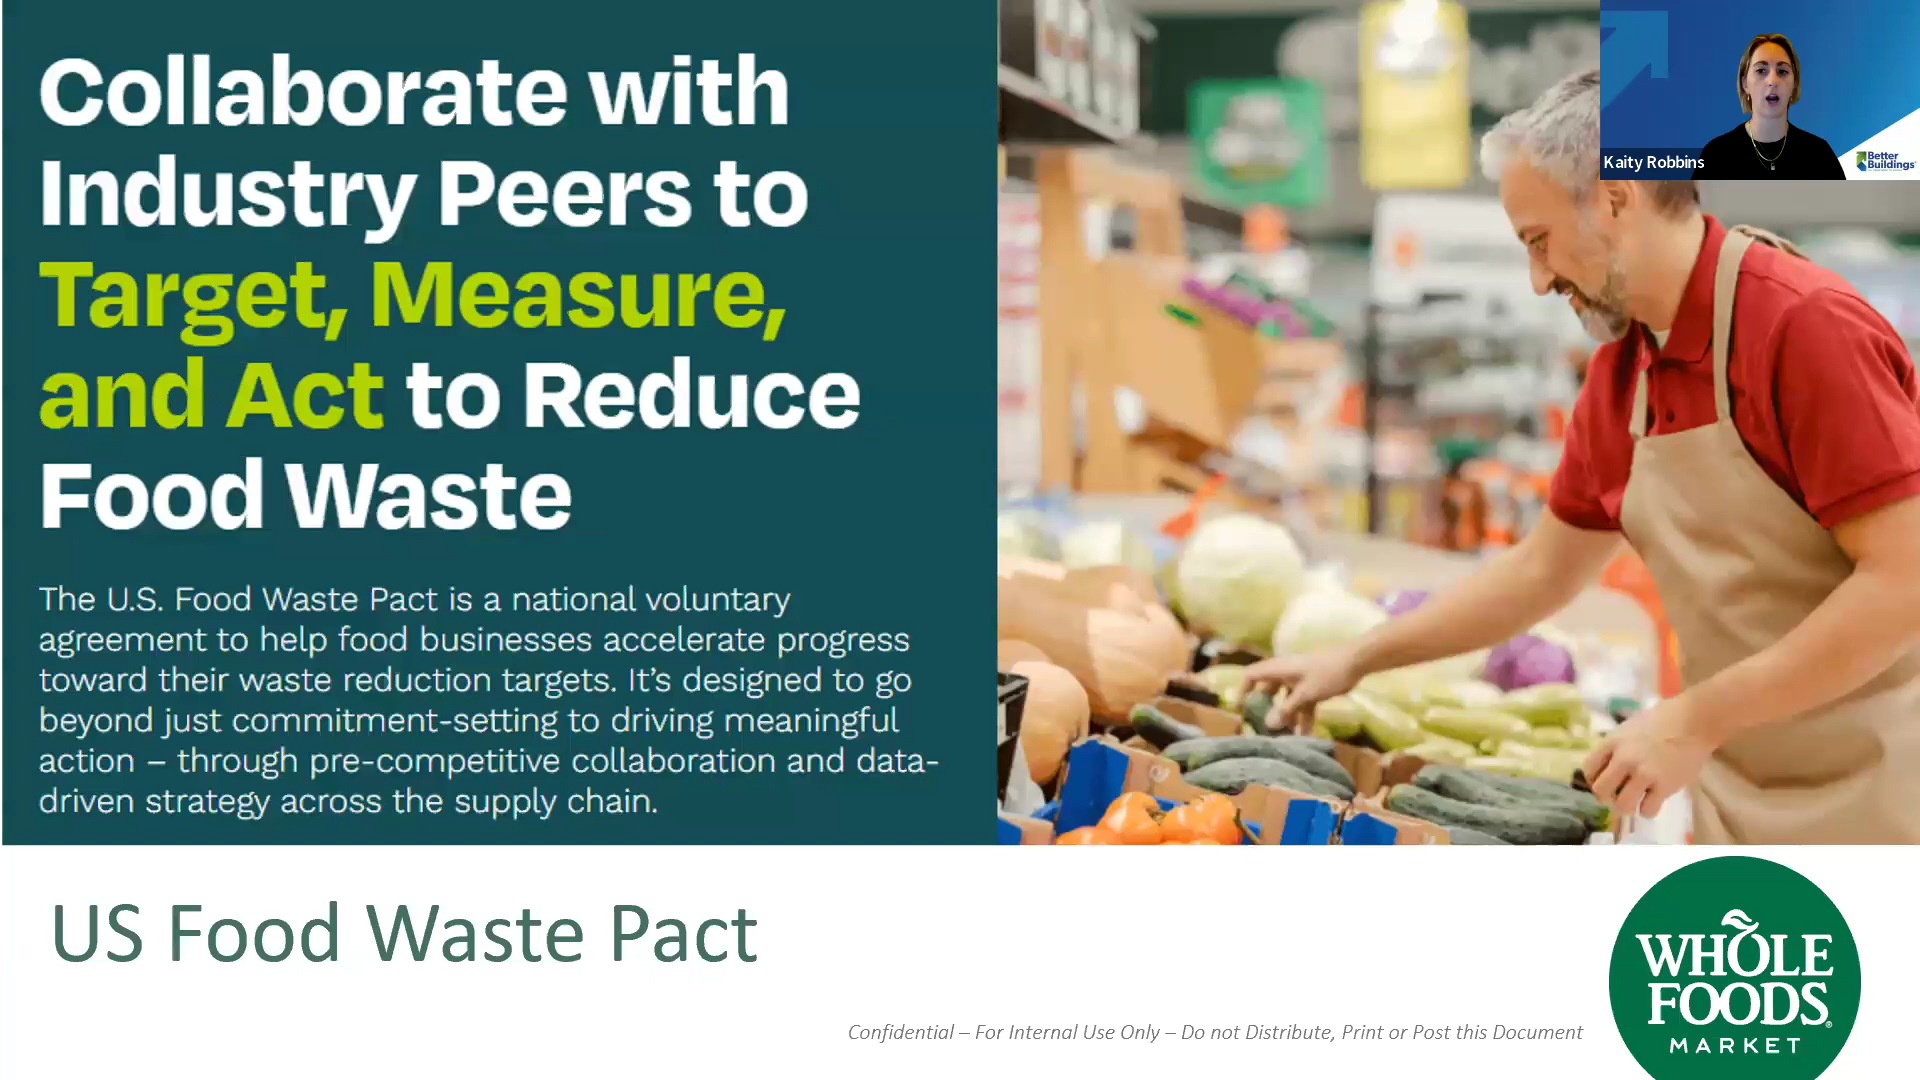 Collaborate with
Industry Peers to
Target, Measure,
and Act to Reduce
Food Waste
The U.S. Food Waste Pact is a national voluntary
agreement to help food businesses accelerate progress
toward their waste reduction targets. It’s designed to go
beyond just commitment-setting to driving meaningful
action – through pre-competitive collaboration and data-
driven strategy across the supply chain.
Kaity Robbins
Better
Buildings
US Food Waste Pact
Confidential – For Internal Use Only – Do not Distribute, Print or Post this Document
WHOLE
FOODS
MARKET